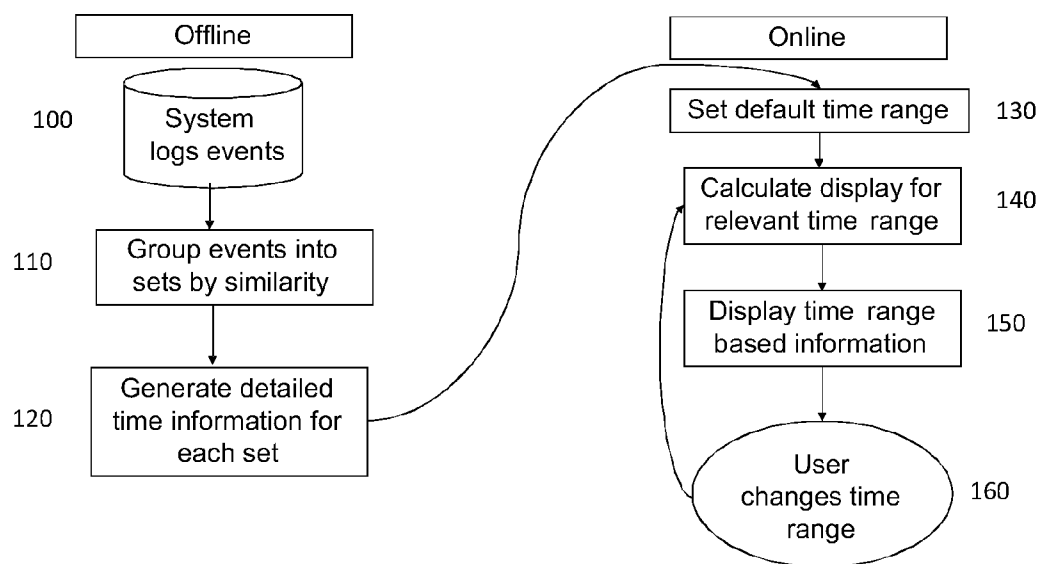 Offline
100
System
logs events
110
Group events into
sets by similarity
120
Generate detailed
time information for
each set
Online
Set default time range
130
Calculate display for
relevant time range
140
Display time range
based information
150
User
changes time
range
160